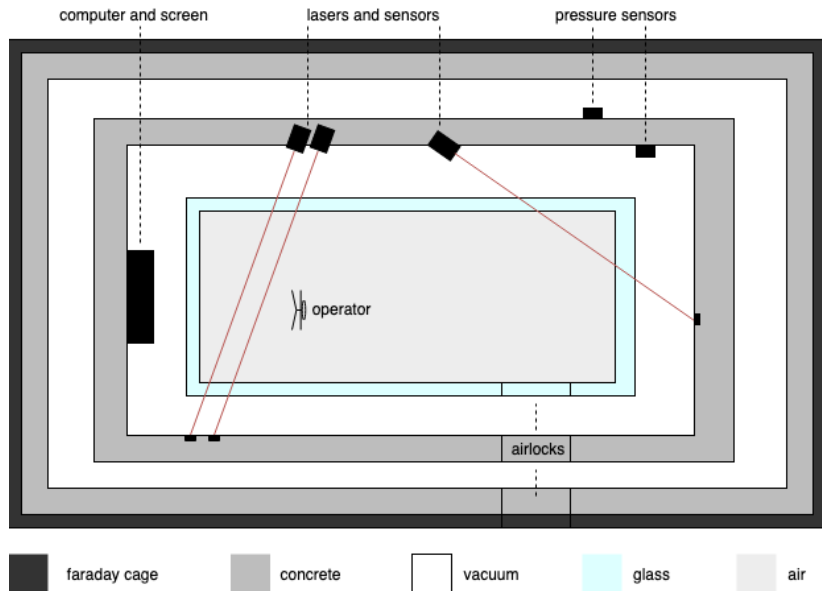 computer and screen
lasers and sensors
pressure sensors
operator
airlocks
faraday cage
concrete
vacuum
glass
air